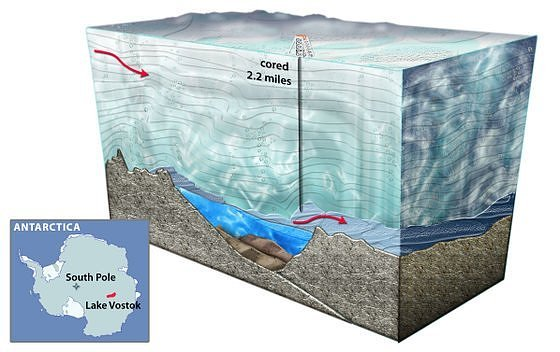 cored
2.2 miles
ANTARCTICA
South Pole
Lake Vostok